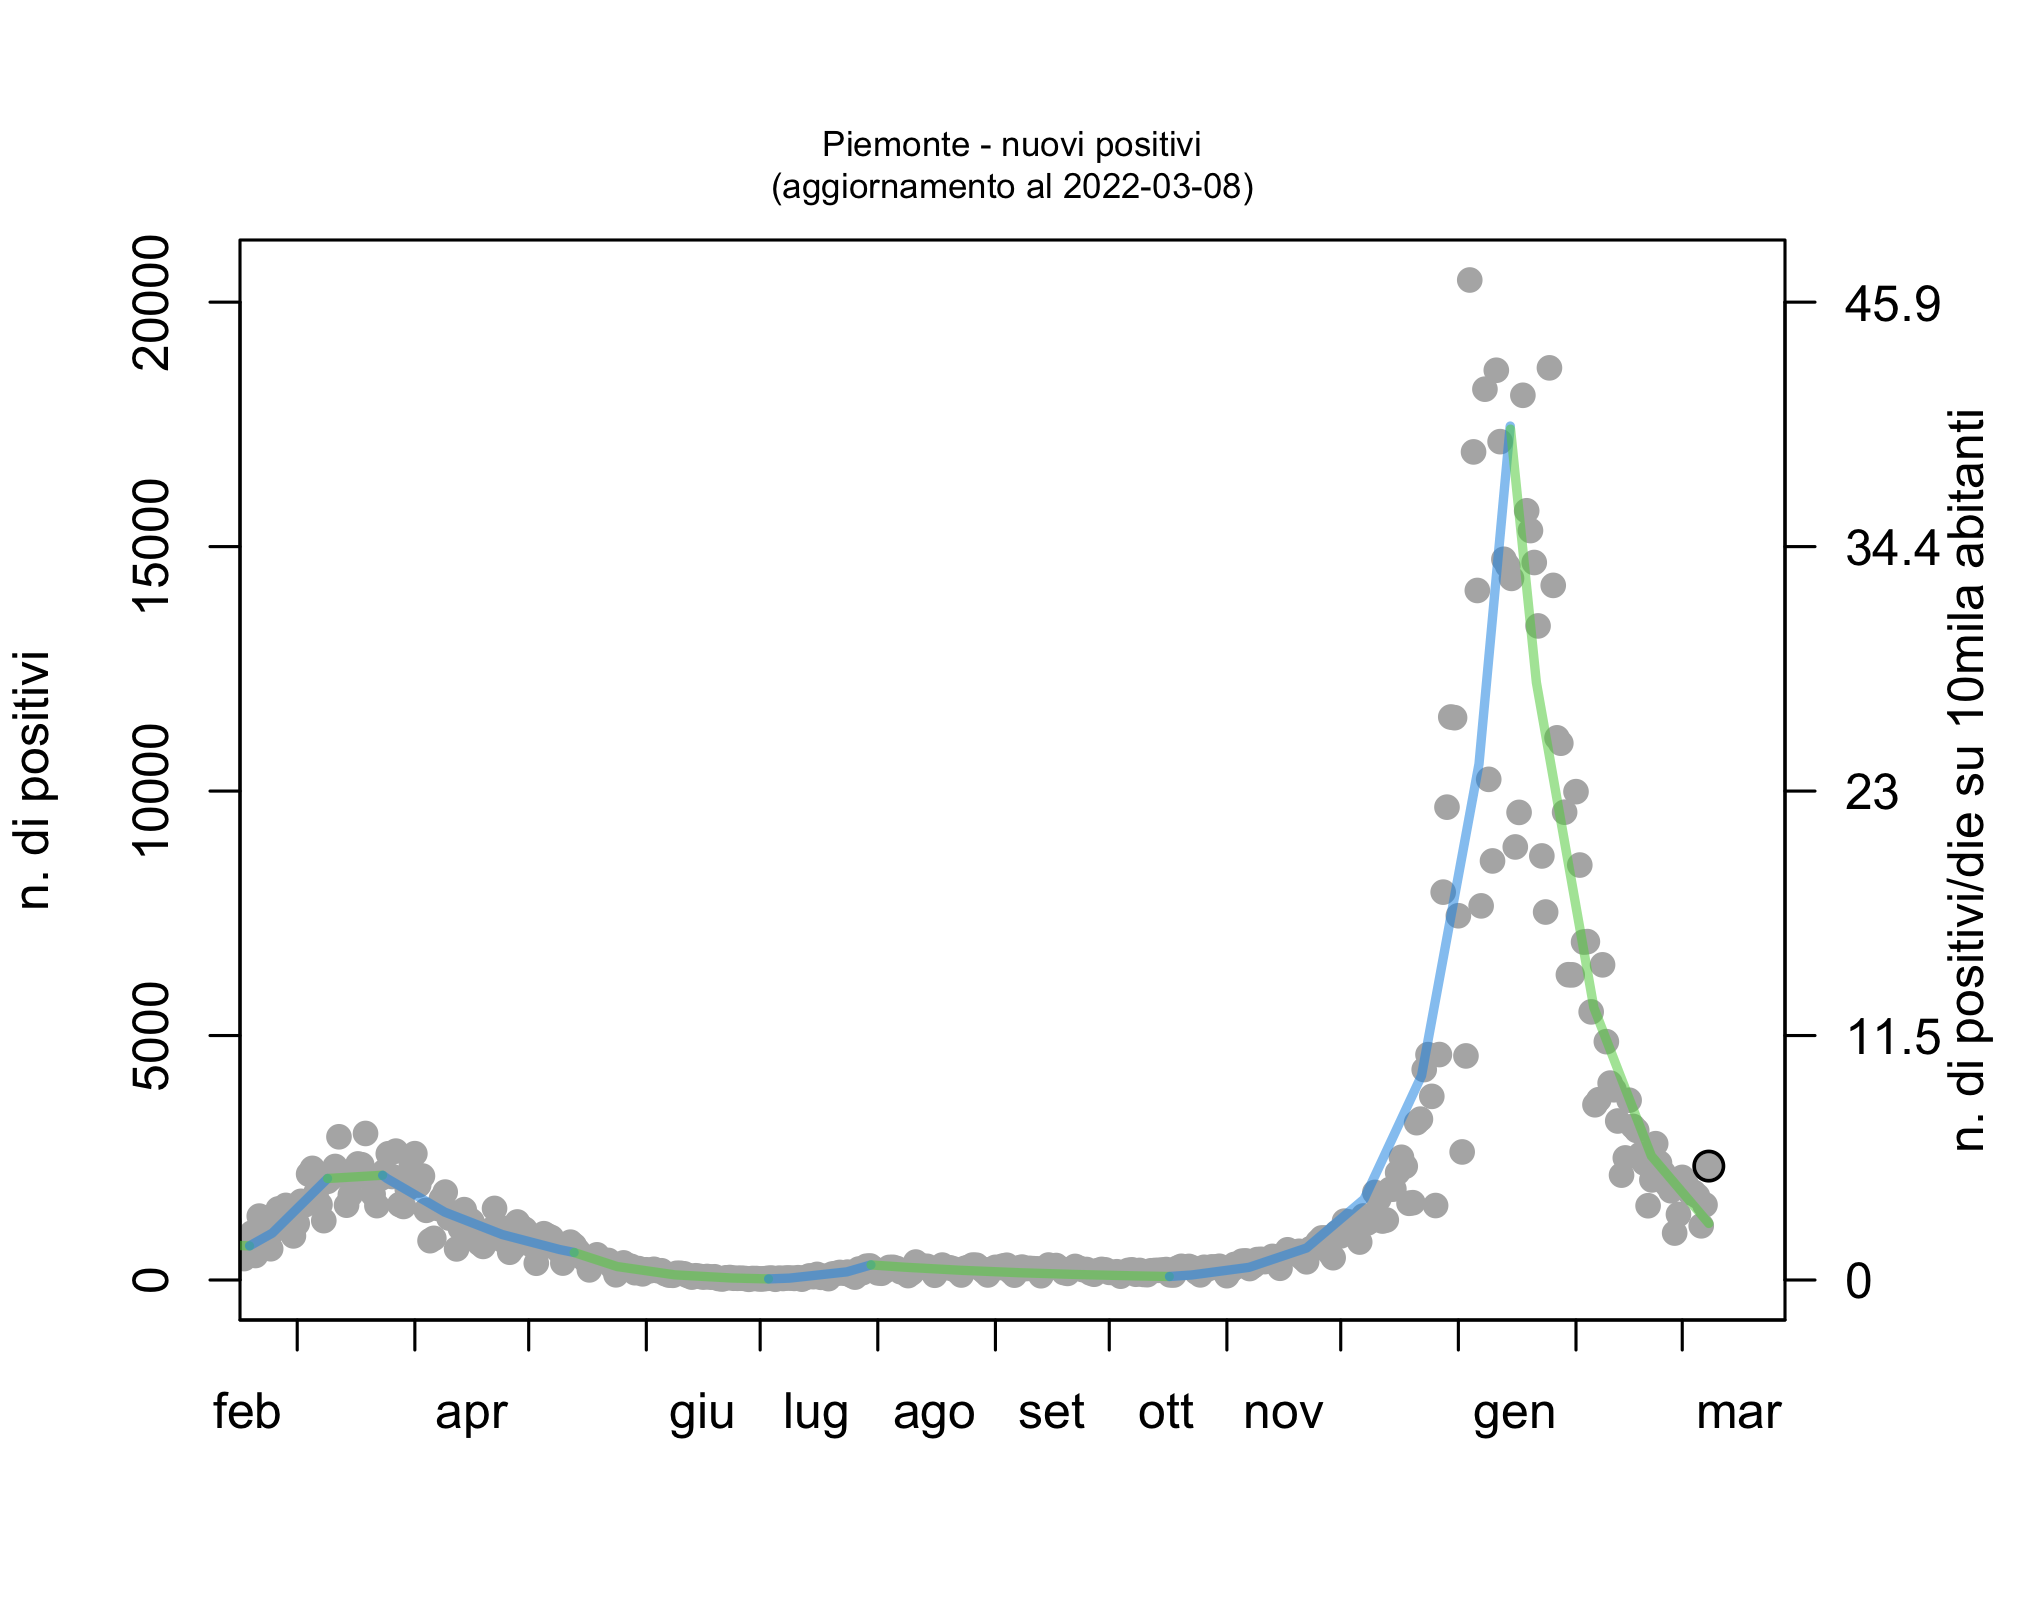 Piemonte - nuovi positivi
(aggiornamento al 2022-03-08)
n. di positivi
20000
15000
10000
5000
0
45.9
34.4
23
11.5
0
n. di positivi/die su 10mila abitanti
feb apr giu lug ago set ott nov gen mar